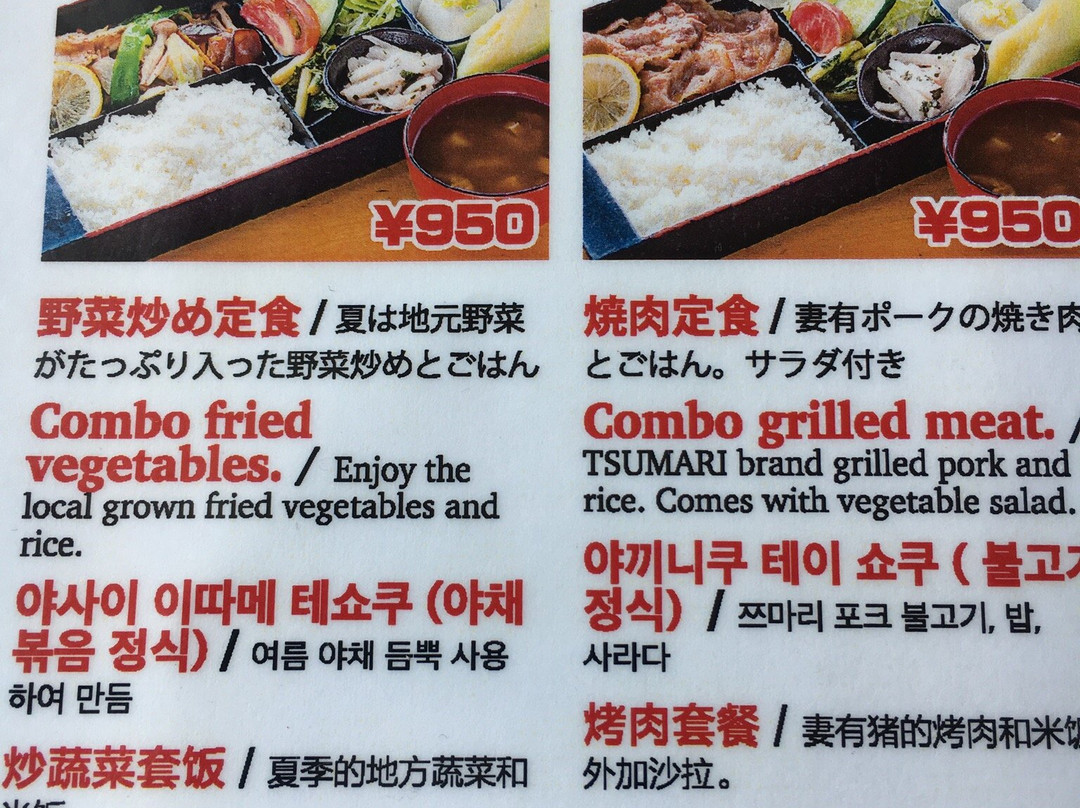 ¥950
野菜炒め定食 / 夏は地元野菜
がたっぷり入った野菜炒めとごはん
Combo fried
vegetables. / Enjoy the
local grown fried vegetables and
rice.
야사이 이따메 테쇼쿠 (야채
볶음 정식) / 여름 야채 듬뿍 사용
하여 만듬
炒蔬菜套饭 / 夏季的地方蔬菜和
米饭
¥950
焼肉定食 / 妻有ポークの焼き肉
とごはん。サラダ付き
Combo grilled meat. /
TSUMARI brand grilled pork and
rice. Comes with vegetable salad.
야끼니쿠 테이 쇼쿠 ( 불고기
정식) / 쯔마리 포크 불고기, 밥,
사라다
烤肉套餐 / 妻有猪的烤肉和米饭
外加沙拉。